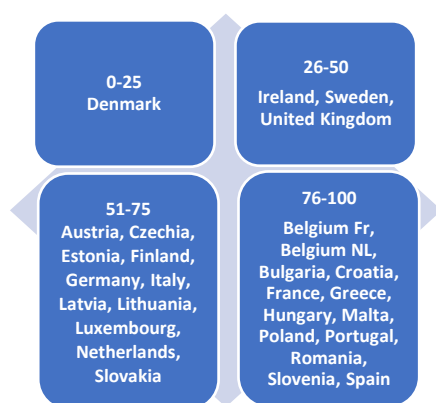 0-25
Denmark
26-50
Ireland, Sweden,
United Kingdom
51-75
Austria, Czechia,
Estonia, Finland,
Germany, Italy,
Latvia, Lithuania,
Luxembourg,
Netherlands,
Slovakia
76-100
Belgium Fr,
Belgium NL,
Bulgaria, Croatia,
France, Greece,
Hungary, Malta,
Poland, Portugal,
Romania,
Slovenia, Spain